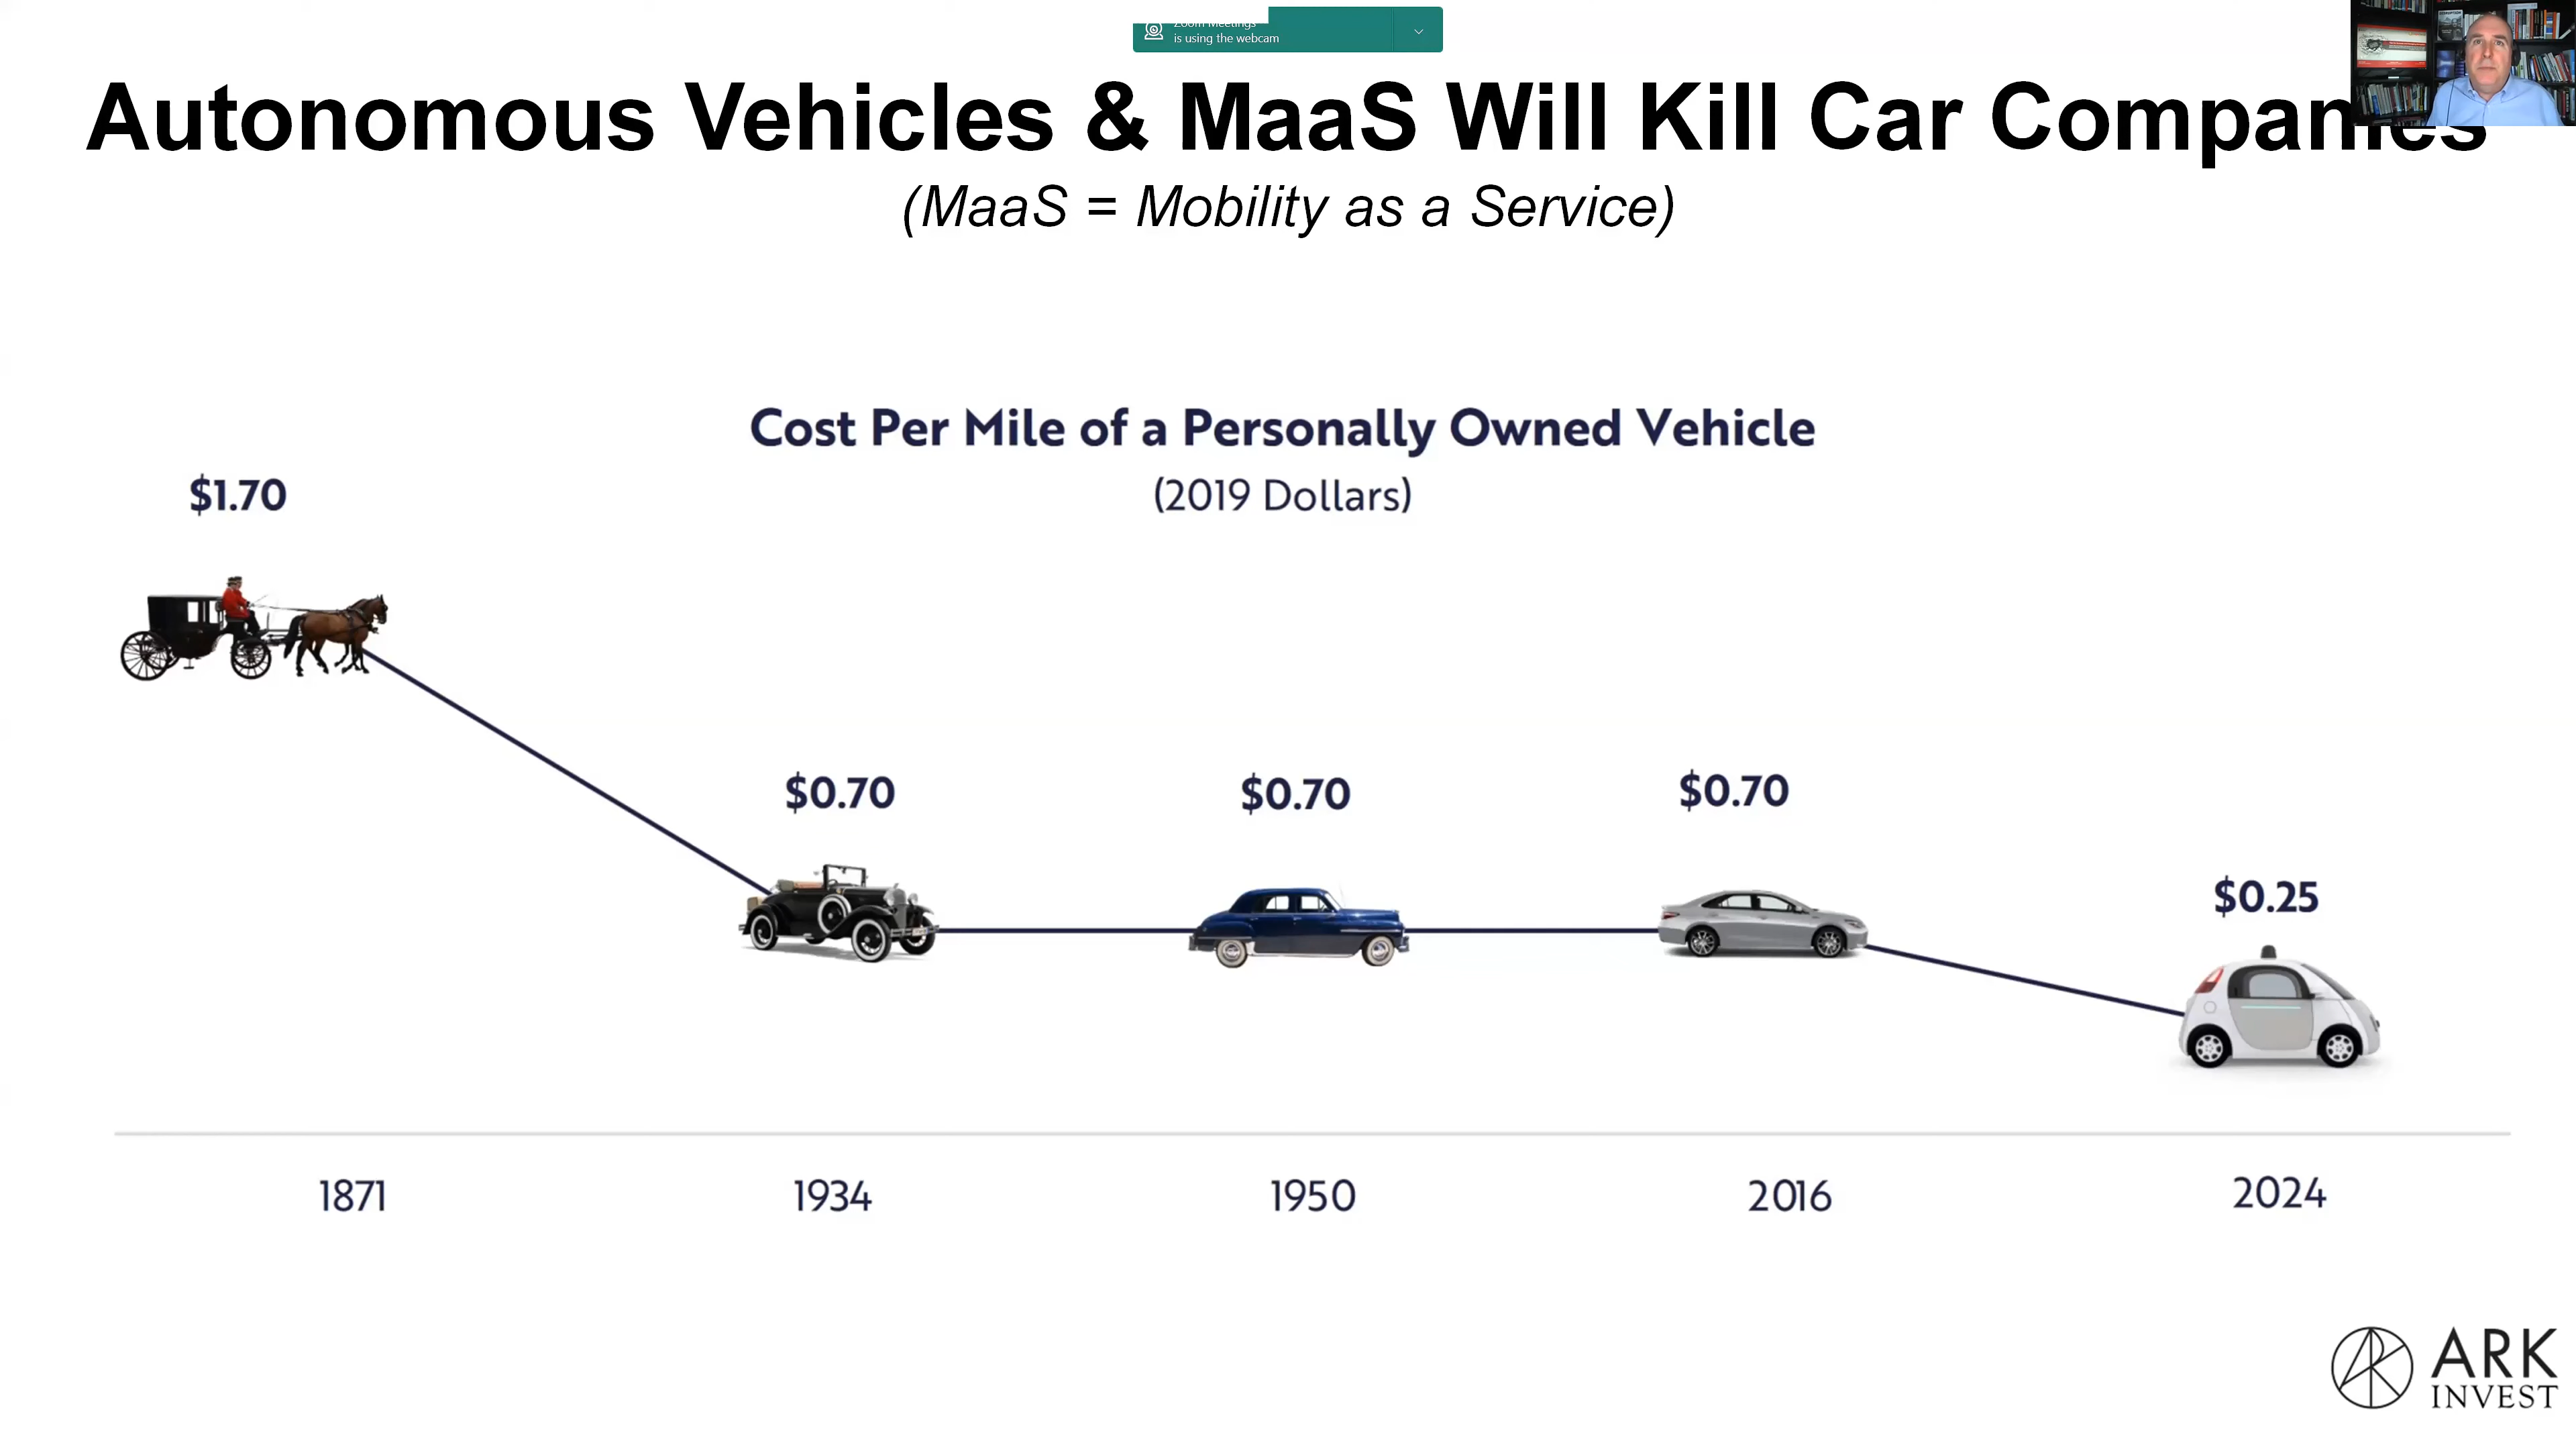 is using the webcam
Autonomous Vehicles & MaaS Will Kill Car Companies
(MaaS = Mobility as a Service)
Cost Per Mile of a Personally Owned Vehicle
(2019 Dollars)
$1.70
$0.70
$0.70
$0.70
$0.25
1871
1934
1950
2016
2024
ARK
INVEST